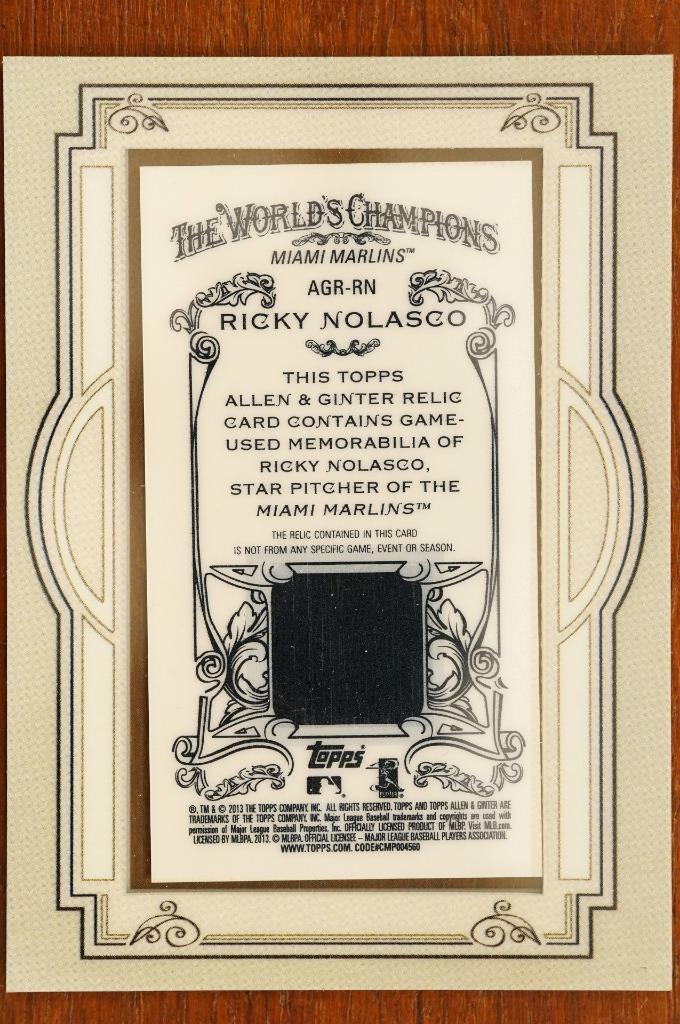 THE WORLD'S CHAMPIONS
MIAMI MARLINS™
AGR-RN
RICKY NOLASCO
THIS TOPPS
ALLEN & GINTER RELIC
CARD CONTAINS GAME-
USED MEMORABILIA OF
RICKY NOLASCO,
STAR PITCHER OF THE
MIAMI MARLINS™
THE RELIC CONTAINED IN THIS CARD
IS NOT FROM ANY SPECIFIC GAME, EVENT OR SEASON.
Topps®
®, TM & © 2013 THE TOPPS COMPANY, INC. ALL RIGHTS RESERVED. TOPPS AND TOPPS ALLEN & GINTER ARE
TRADEMARKS OF THE TOPPS COMPANY, INC. Major League Baseball trademarks and copyrights are used with
permission of Major League Baseball Properties, Inc. OFFICIALLY LICENSED PRODUCT OF MLBP. Visit MLB.com.
LICENSED BY MLBPA, 2013. © MLBPA. OFFICIAL LICENSEE – MAJOR LEAGUE BASEBALL PLAYERS ASSOCIATION.
WWW.TOPPS.COM. CODE#CMP004560